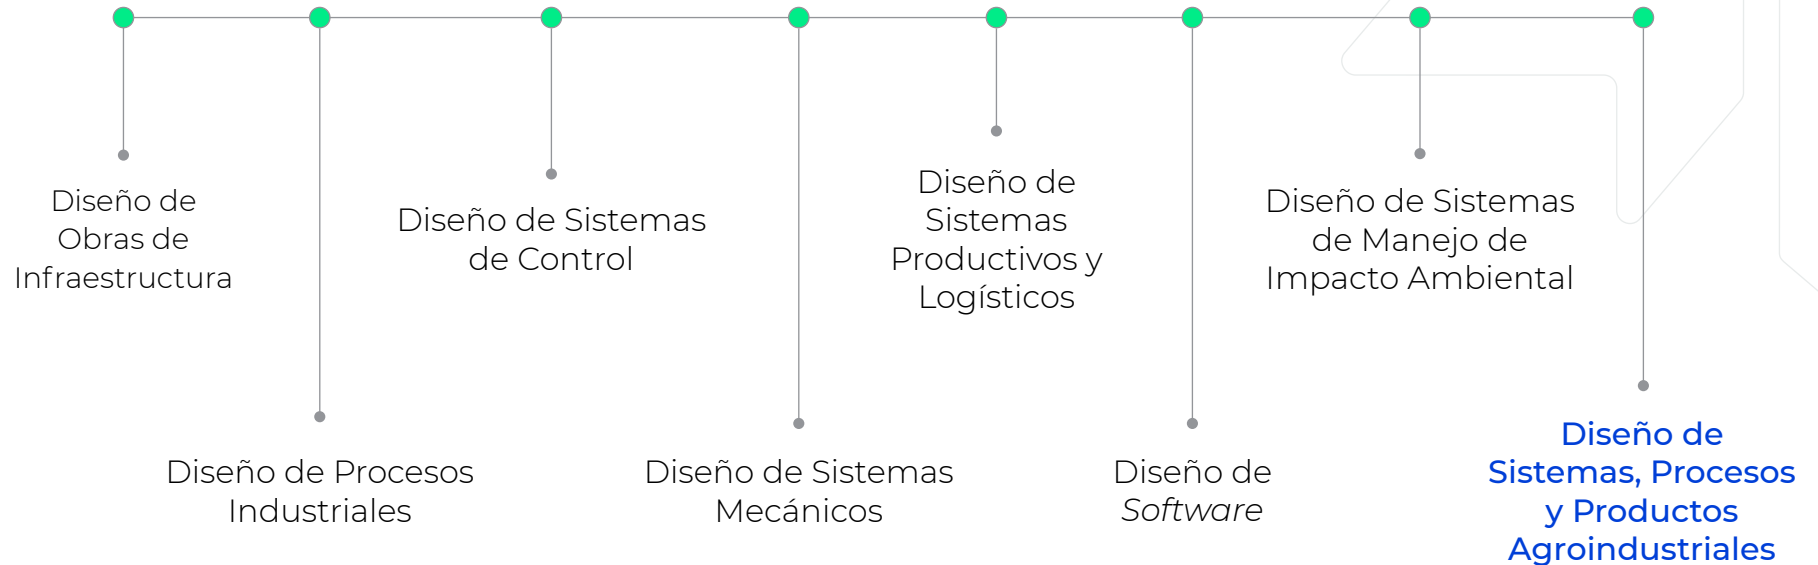 Diseño de
Obras de
Infraestructura
Diseño de Procesos
Industriales
Diseño de Sistemas
de Control
Diseño de Sistemas
Mecánicos
Diseño de
Sistemas
Productivos y
Logísticos
Diseño de
Software
Diseño de Sistemas
de Manejo de
Impacto Ambiental
Diseño de
Sistemas, Procesos
y Productos
Agroindustriales